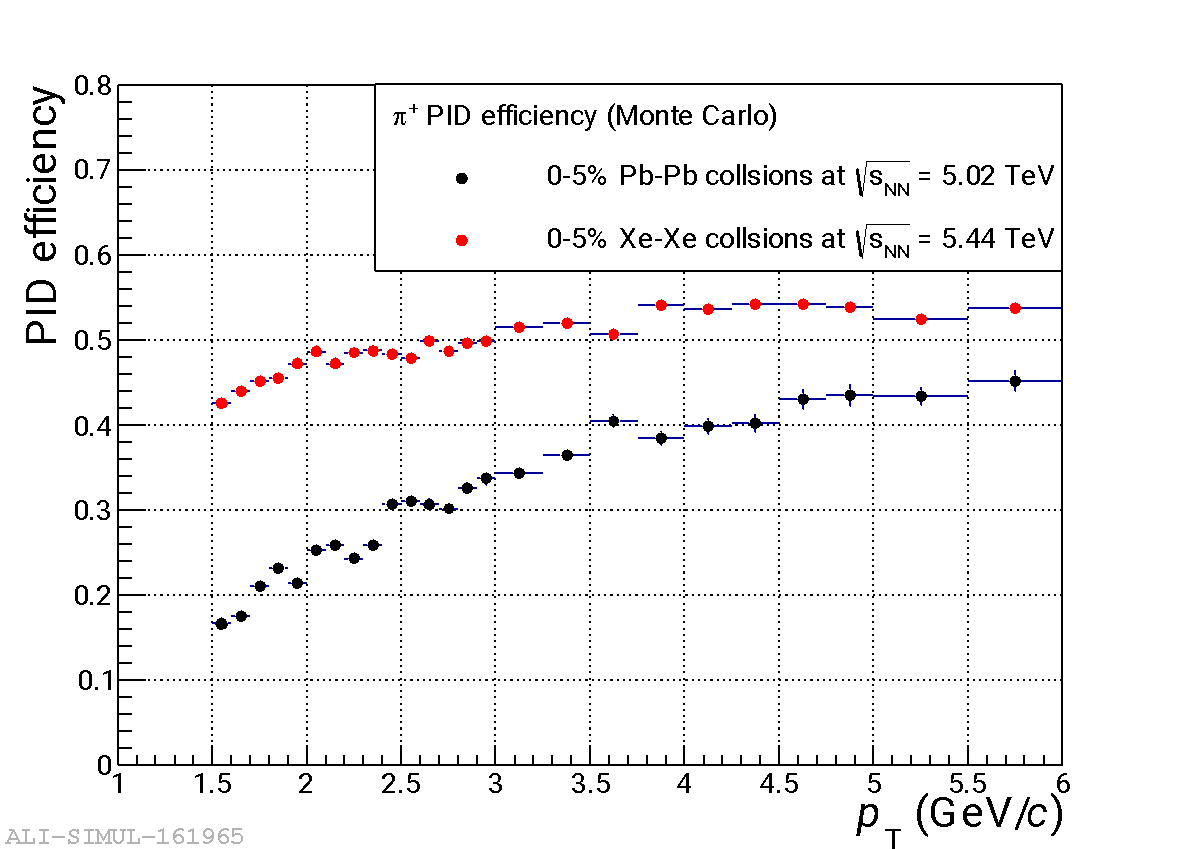 PID efficiency
0.8
0.7
0.6
0.5
0.4
0.3
0.2
0.1
0
π⁺ PID efficiency (Monte Carlo)
0-5% Pb-Pb collsions at √sNN = 5.02 TeV
0-5% Xe-Xe collsions at √sNN = 5.44 TeV
1 1.5 2 2.5 3 3.5 4 4.5 5 5.5 6
pT (GeV/c)
ALI-SIMUL-161965